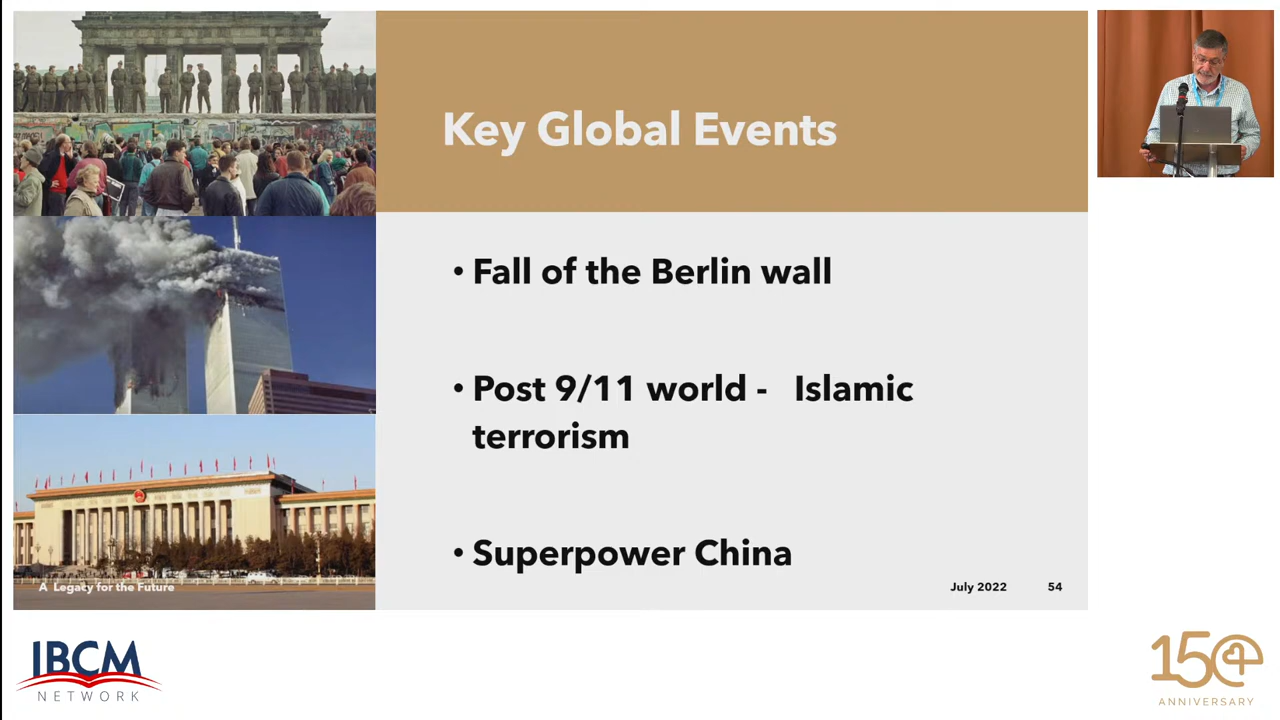 Key Global Events
• Fall of the Berlin wall
• Post 9/11 world - Islamic
terrorism
• Superpower China
A Legacy for the Future
July 2022 54
IBCM
NETWORK
150
ANNIVERSARY